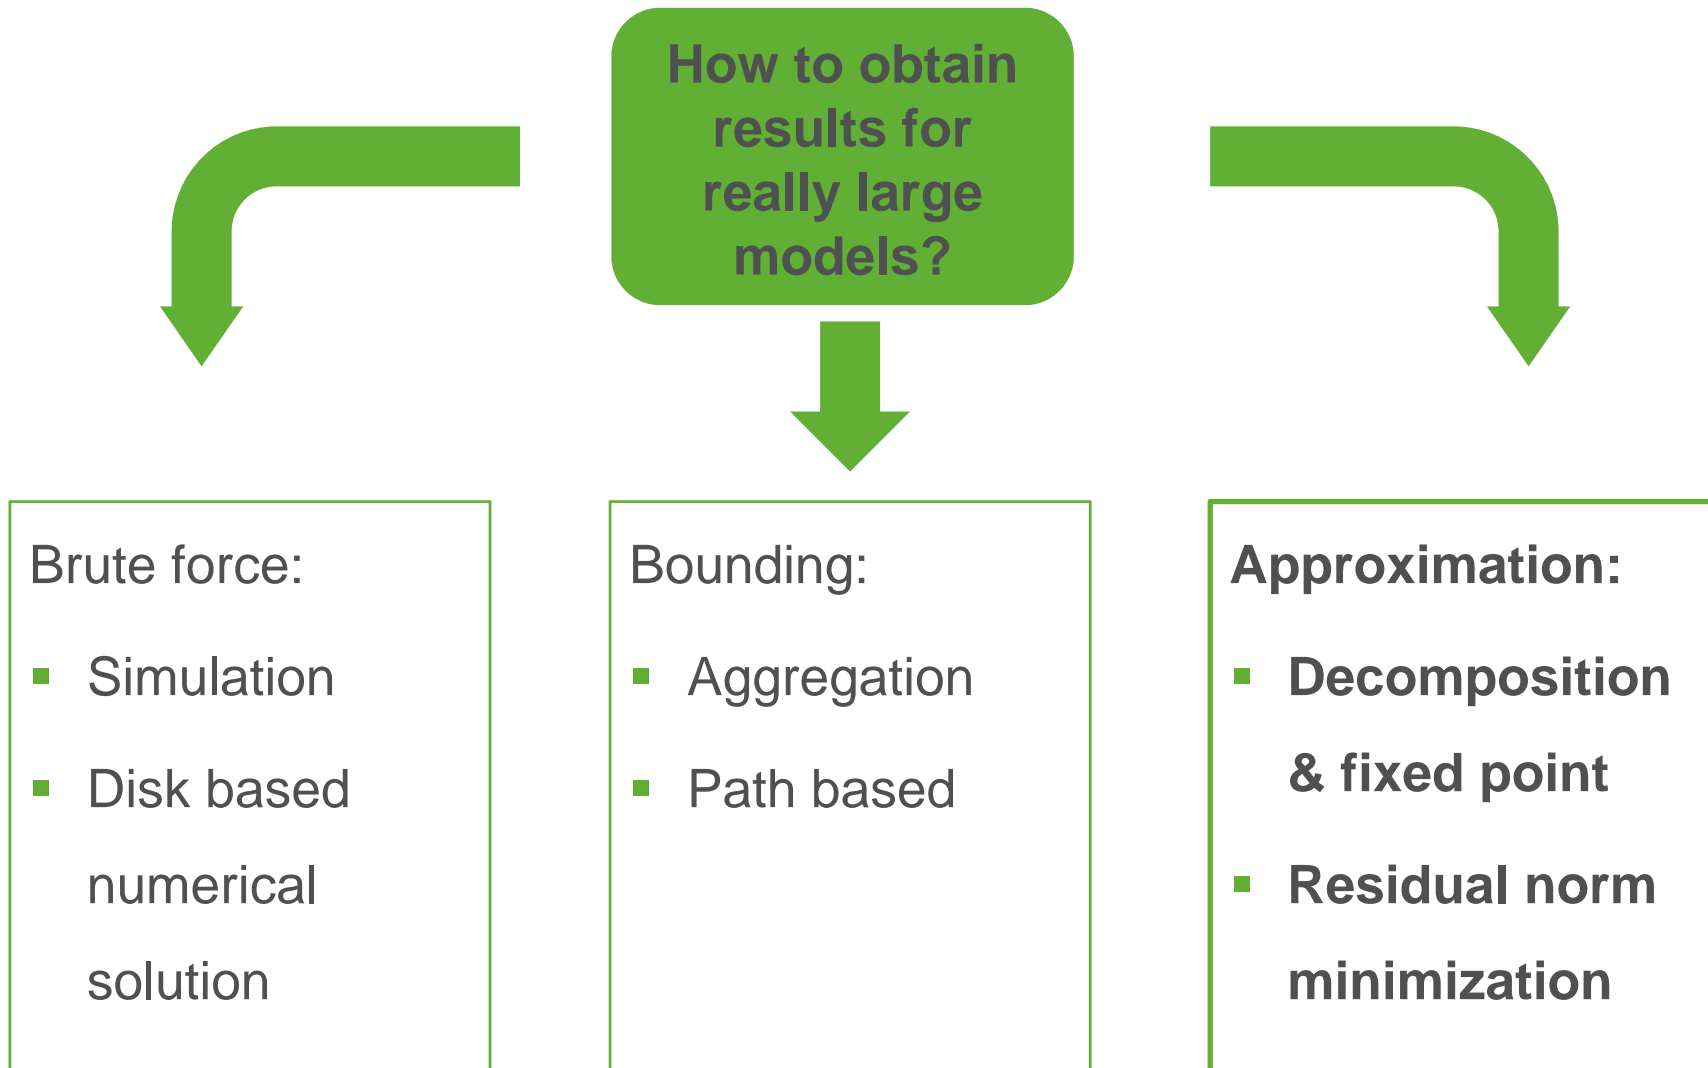 How to obtain
results for
really large
models?
Brute force:
▪ Simulation
▪ Disk based
numerical
solution
Bounding:
▪ Aggregation
▪ Path based
Approximation:
▪ Decomposition
& fixed point
▪ Residual norm
minimization